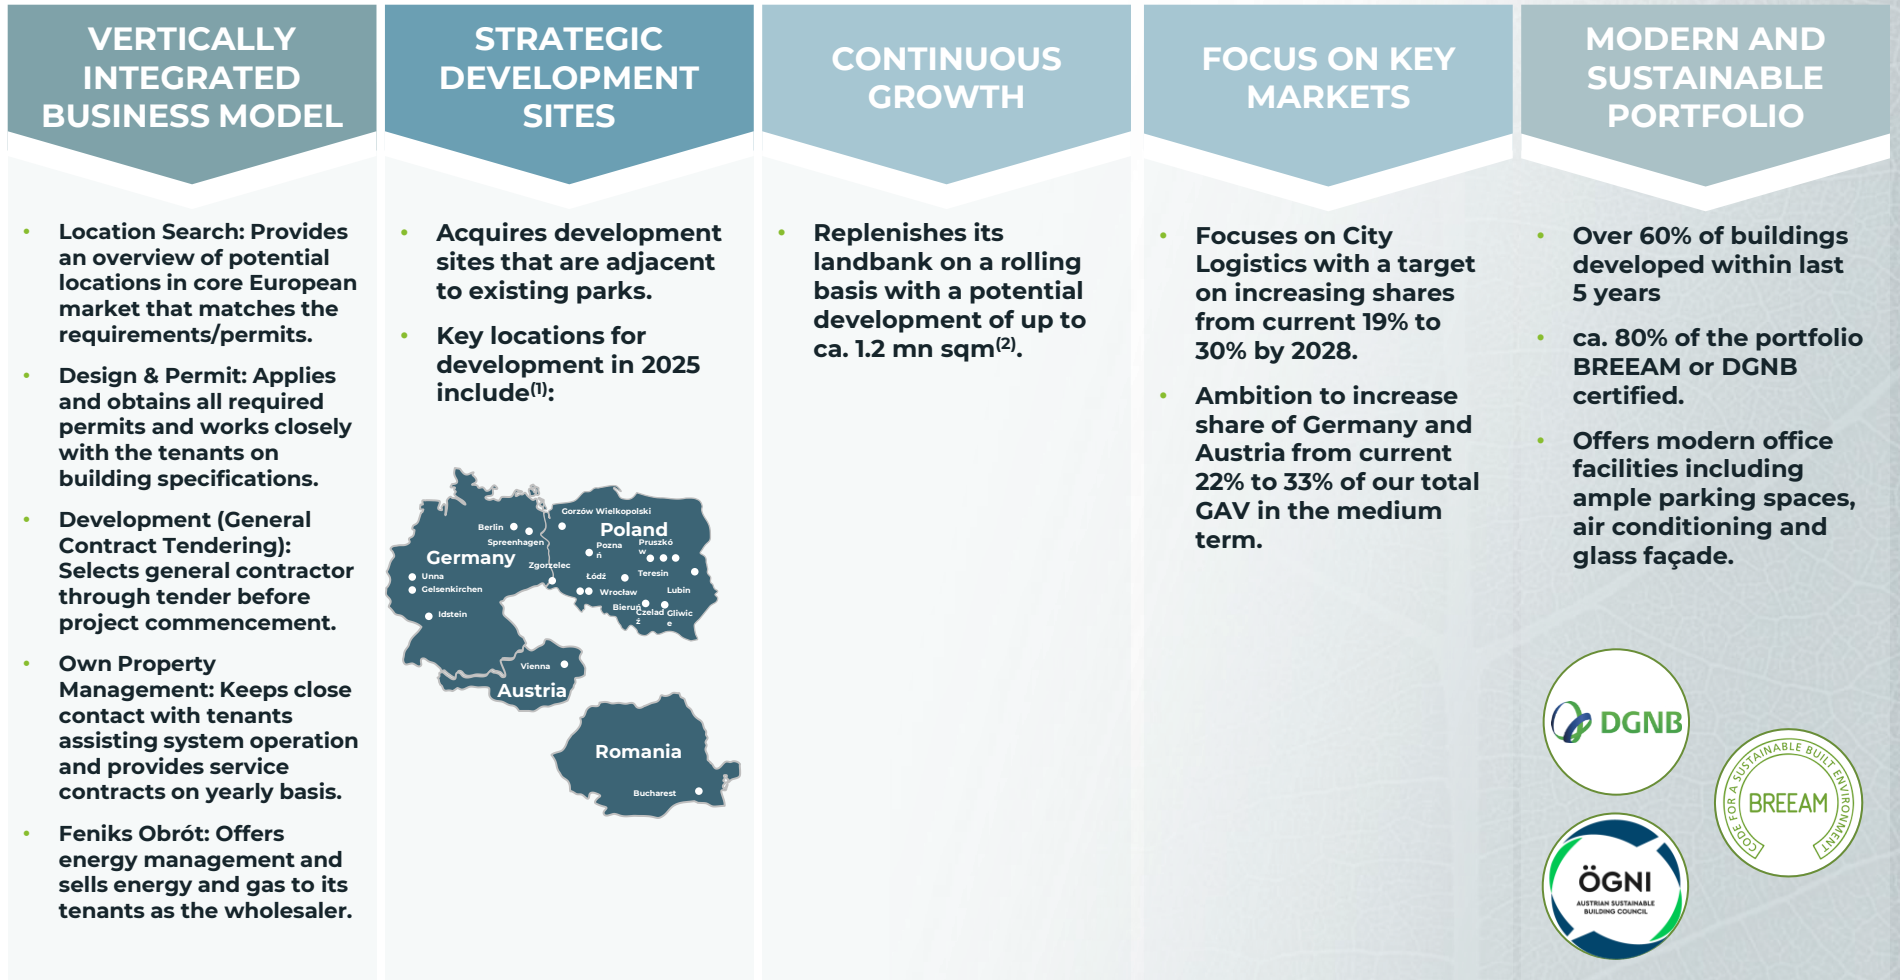 VERTICALLY
INTEGRATED
BUSINESS MODEL
• Location Search: Provides
an overview of potential
locations in core European
market that matches the
requirements/permits.
• Design & Permit: Applies
and obtains all required
permits and works closely
with the tenants on
building specifications.
• Development (General
Contract Tendering):
Selects general contractor
through tender before
project commencement.
• Own Property
Management: Keeps close
contact with tenants
assisting system operation
and provides service
contracts on yearly basis.
• Feniks Obrót: Offers
energy management and
sells energy and gas to its
tenants as the wholesaler.
STRATEGIC
DEVELOPMENT
SITES
• Acquires development
sites that are adjacent
to existing parks.
• Key locations for
development in 2025
include(1):
Germany
Berlin
Spreenhagen
Unna
Gelsenkirchen
Idstein
Poland
Gorzów Wielkopolski
Pozna
ń
Pruszkó
w
Zgorzelec
Łódź
Teresin
Wrocław
Lubin
Bieruń
Czelad
ź
Gliwic
e
Vienna
Austria
Romania
Bucharest
CONTINUOUS
GROWTH
• Replenishes its
landbank on a rolling
basis with a potential
development of up to
ca. 1.2 mn sqm(2).
FOCUS ON KEY
MARKETS
• Focuses on City
Logistics with a target
on increasing shares
from current 19% to
30% by 2028.
• Ambition to increase
share of Germany and
Austria from current
22% to 33% of our total
GAV in the medium
term.
MODERN AND
SUSTAINABLE
PORTFOLIO
• Over 60% of buildings
developed within last
5 years
• ca. 80% of the portfolio
BREEAM or DGNB
certified.
• Offers modern office
facilities including
ample parking spaces,
air conditioning and
glass façade.
DGNB
CODE FOR A SUSTAINABLE BUILT ENVIRONMENT
BREEAM
ÖGNI
AUSTRIAN SUSTAINABLE
BUILDING COUNCIL